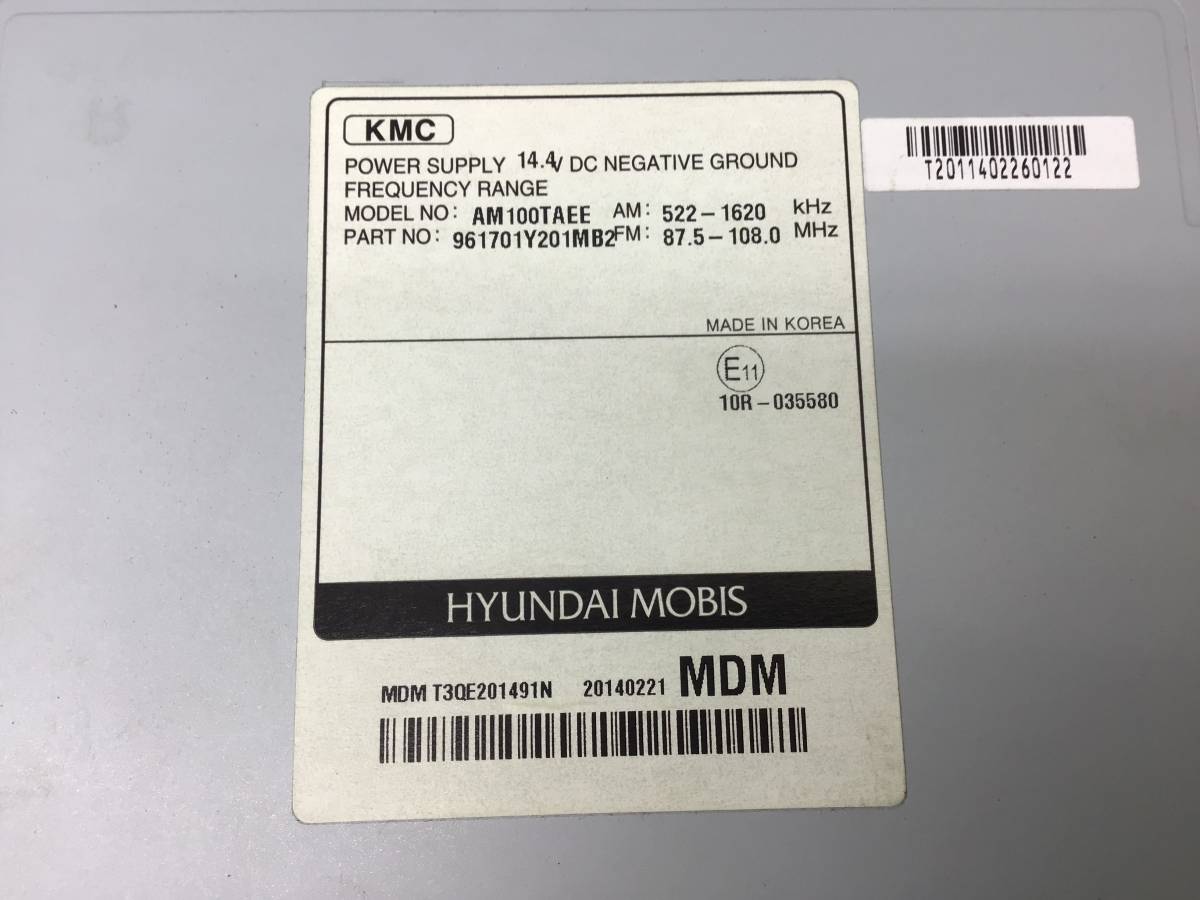 KMC
POWER SUPPLY 14.4V DC NEGATIVE GROUND
FREQUENCY RANGE
MODEL NO: AM100TAEE AM: 522-1620 kHz
PART NO: 961701Y201MB2 FM: 87.5-108.0 MHz
MADE IN KOREA
E11
10R-035580
HYUNDAI MOBIS
MDM T3QE201491N 20140221 MDM
T2011402260122